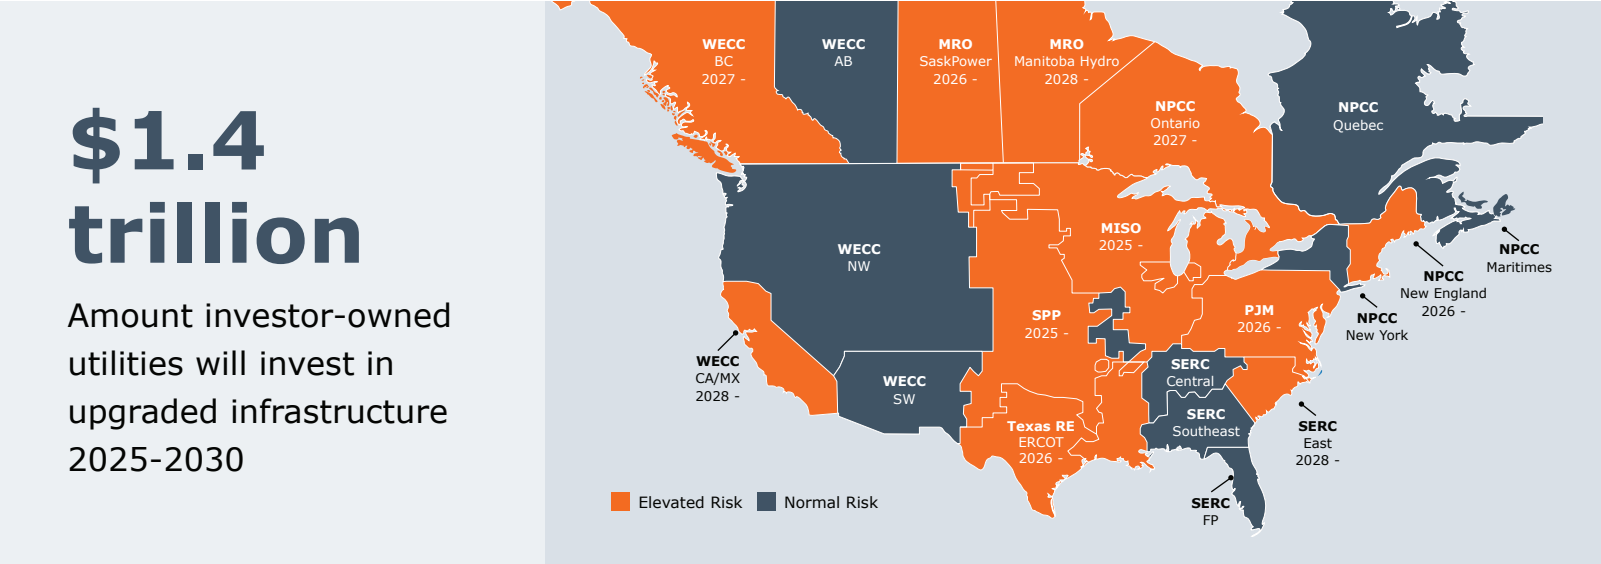 $1.4
trillion
Amount investor-owned
utilities will invest in
upgraded infrastructure
2025-2030
WECC
BC
2027 -
WECC
AB
MRO
SaskPower
2026 -
MRO
Manitoba Hydro
2028 -
NPCC
Ontario
2027 -
NPCC
Quebec
WECC
NW
MISO
2025 -
NPCC
Maritimes
NPCC
New England
2026 -
NPCC
New York
SPP
2025 -
PJM
2026 -
WECC
CA/MX
2028 -
WECC
SW
SERC
Central
SERC
Southeast
Texas RE
ERCOT
2026 -
SERC
East
2028 -
SERC
FP
Elevated Risk
Normal Risk